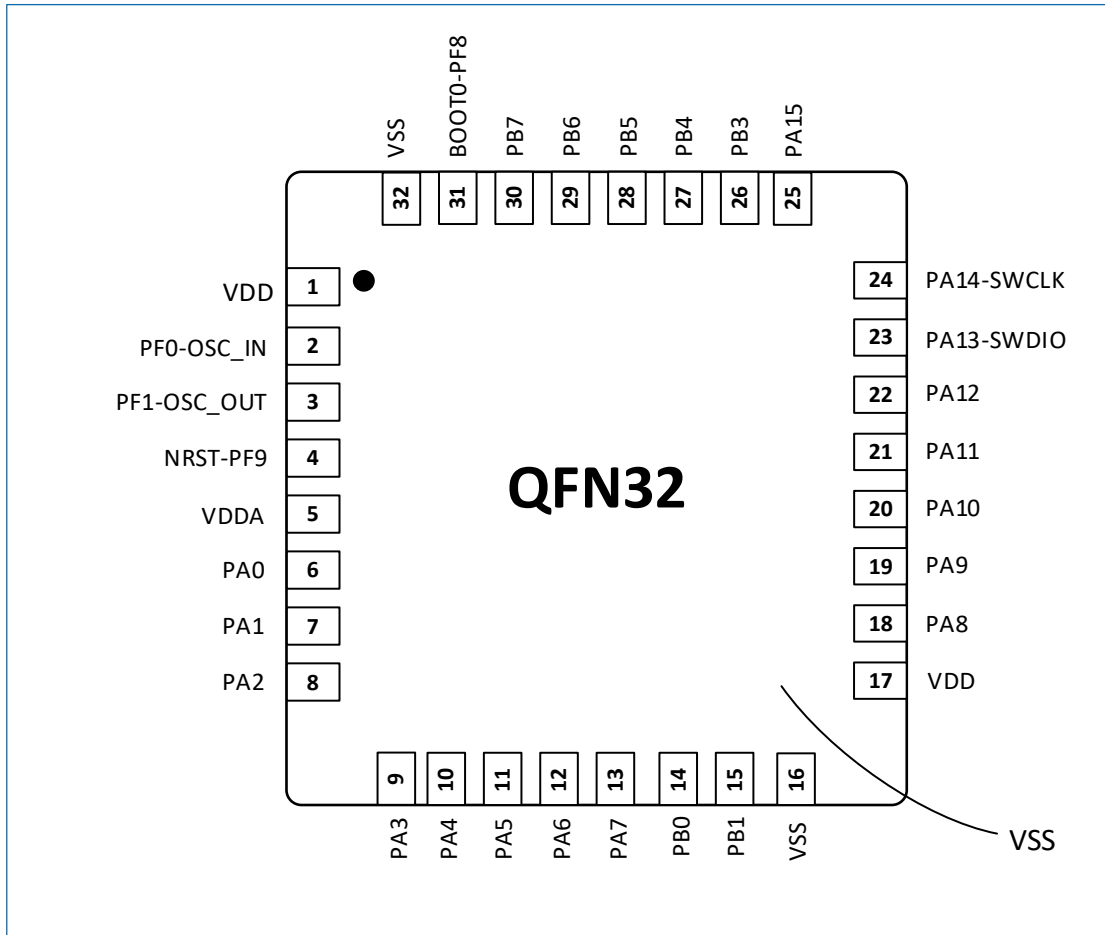 VSS
BOOT0-PF8
PB7
PB6
PB5
PB4
PB3
PA15
32
31
30
29
28
27
26
25
VDD 1
PF0-OSC_IN 2
PF1-OSC_OUT 3
NRST-PF9 4
VDDA 5
PA0 6
PA1 7
PA2 8
QFN32
24 PA14-SWCLK
23 PA13-SWDIO
22 PA12
21 PA11
20 PA10
19 PA9
18 PA8
17 VDD
9
10
11
12
13
14
15
16
PA3
PA4
PA5
PA6
PA7
PB0
PB1
VSS
VSS